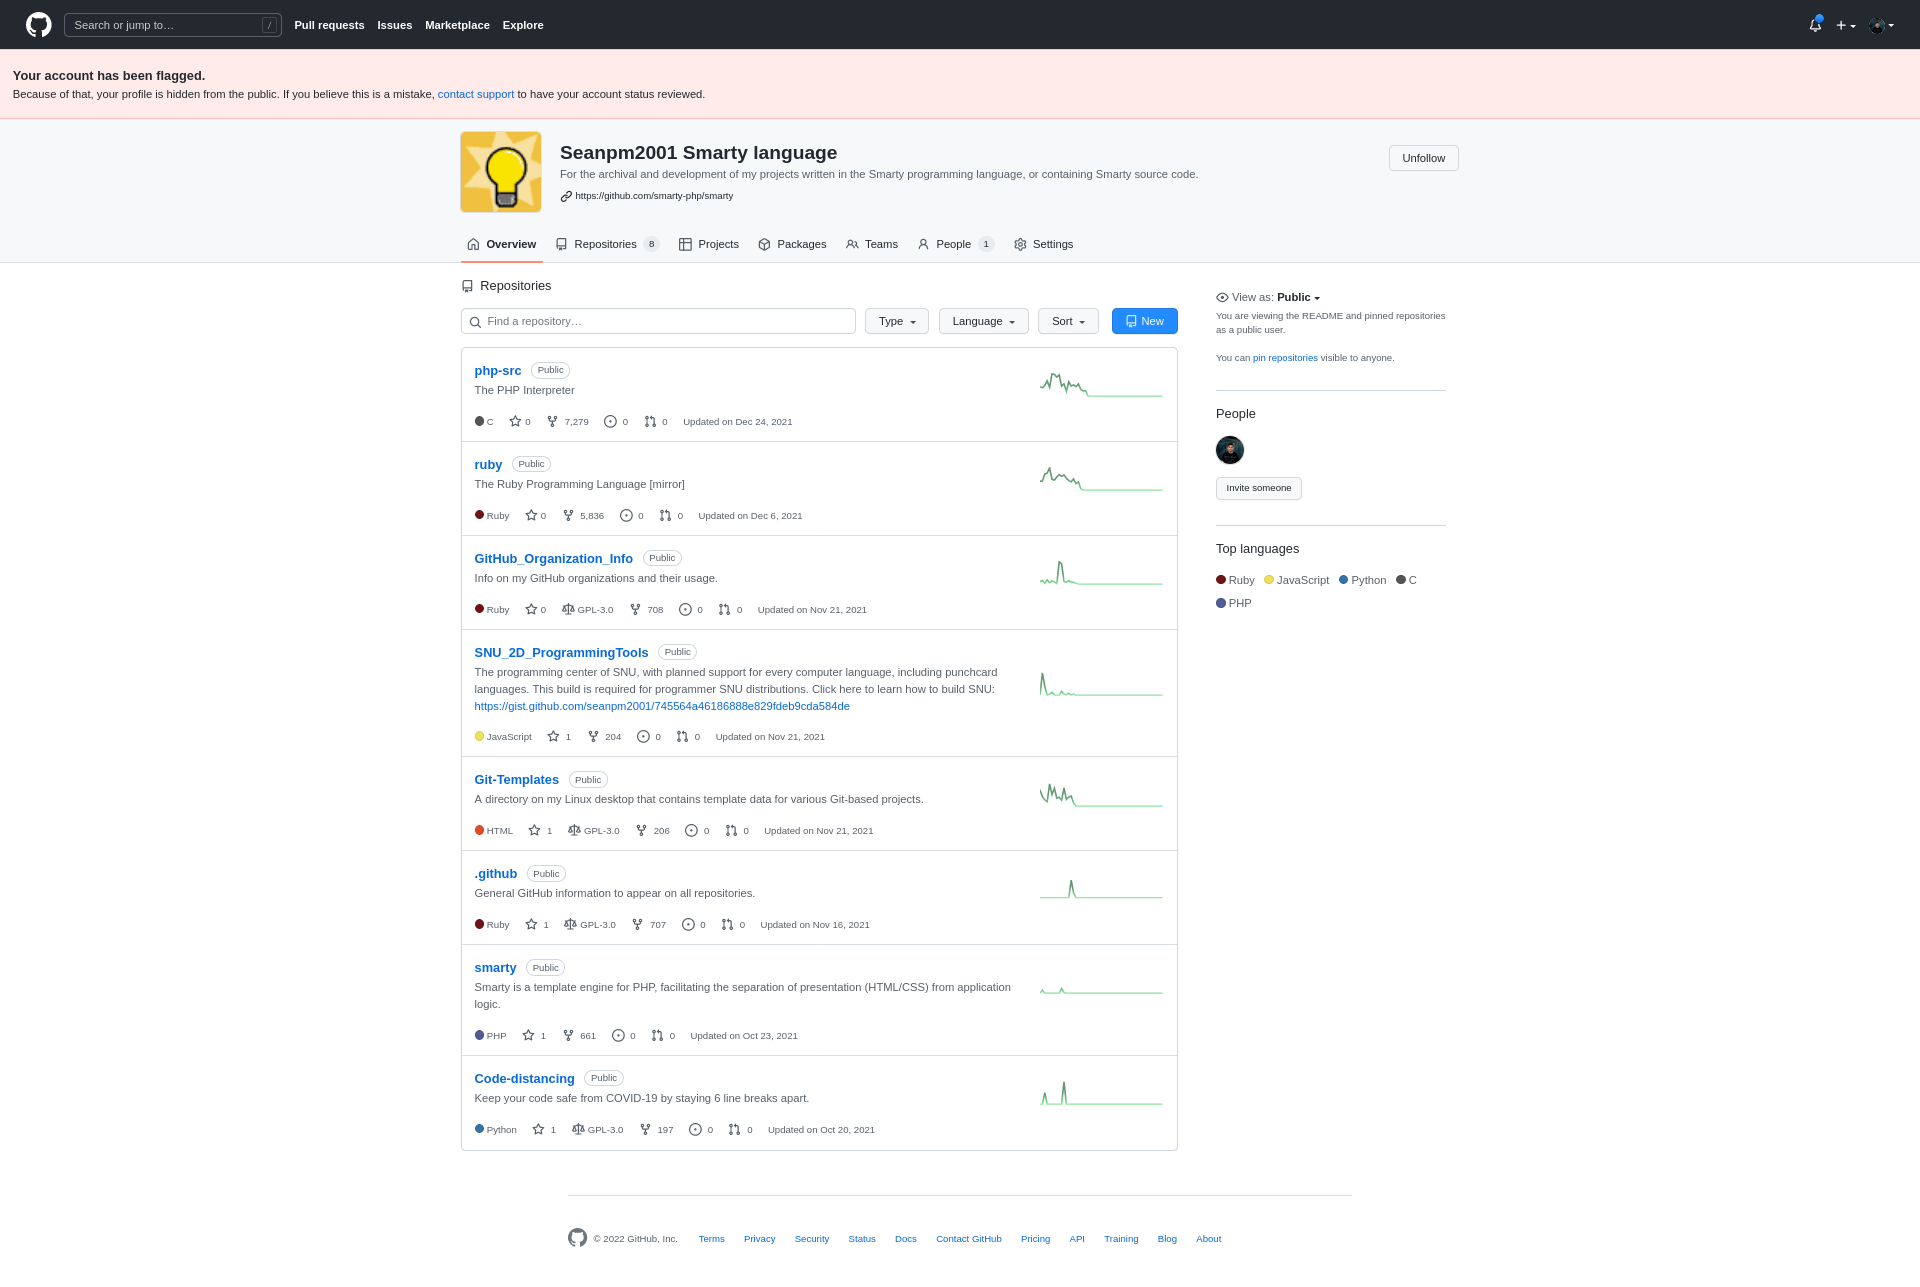 Search or jump to…
/
Pull requests Issues Marketplace Explore
Your account has been flagged.
Because of that, your profile is hidden from the public. If you believe this is a mistake, contact support to have your account status reviewed.
Seanpm2001 Smarty language
For the archival and development of my projects written in the Smarty programming language, or containing Smarty source code.
https://github.com/smarty-php/smarty
Unfollow
Overview Repositories 8 Projects Packages Teams People 1 Settings
Repositories
Find a repository…
Type Language Sort New
php-src Public
The PHP Interpreter
C 0 7,279 0 0 Updated on Dec 24, 2021
ruby Public
The Ruby Programming Language [mirror]
Ruby 0 5,836 0 0 Updated on Dec 6, 2021
GitHub_Organization_Info Public
Info on my GitHub organizations and their usage.
Ruby 0 GPL-3.0 708 0 0 Updated on Nov 21, 2021
SNU_2D_ProgrammingTools Public
The programming center of SNU, with planned support for every computer language, including punchcard
languages. This build is required for programmer SNU distributions. Click here to learn how to build SNU:
https://gist.github.com/seanpm2001/745564a46186888e829fdeb9cda584de
JavaScript 1 204 0 0 Updated on Nov 21, 2021
Git-Templates Public
A directory on my Linux desktop that contains template data for various Git-based projects.
HTML 1 GPL-3.0 206 0 0 Updated on Nov 21, 2021
.github Public
General GitHub information to appear on all repositories.
Ruby 1 GPL-3.0 707 0 0 Updated on Nov 16, 2021
smarty Public
Smarty is a template engine for PHP, facilitating the separation of presentation (HTML/CSS) from application
logic.
PHP 1 661 0 0 Updated on Oct 23, 2021
Code-distancing Public
Keep your code safe from COVID-19 by staying 6 line breaks apart.
Python 1 GPL-3.0 197 0 0 Updated on Oct 20, 2021
View as: Public
You are viewing the README and pinned repositories
as a public user.
You can pin repositories visible to anyone.
People
Invite someone
Top languages
Ruby JavaScript Python C
PHP
© 2022 GitHub, Inc. Terms Privacy Security Status Docs Contact GitHub Pricing API Training Blog About